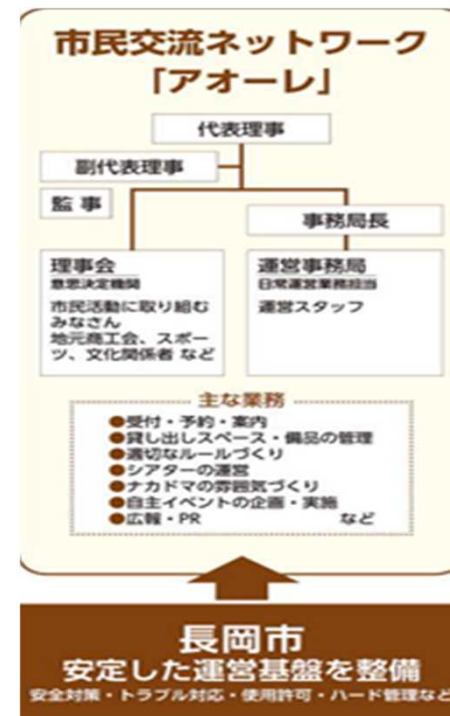 市民交流ネットワーク
「アオーレ」
代表理事
副代表理事
監 事
事務局長
理事会
意思決定機関
市民活動に取り組む
みなさん
地元商工会、スポー
ツ、文化関係者 など
運営事務局
日常運営業務担当
運営スタッフ
主な業務
●受付・予約・案内
●貸し出しスペース・備品の管理
●適切なルールづくり
●シアターの運営
●ナカドマの雰囲気づくり
●自主イベントの企画・実施
●広報・PR など
長岡市
安定した運営基盤を整備
安全対策・トラブル対応・使用許可・ハード管理など